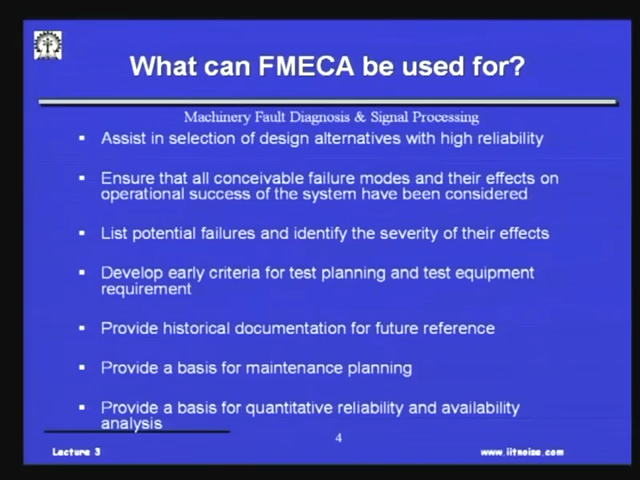 What can FMECA be used for?
Machinery Fault Diagnosis & Signal Processing
▪ Assist in selection of design alternatives with high reliability
▪ Ensure that all conceivable failure modes and their effects on
operational success of the system have been considered
▪ List potential failures and identify the severity of their effects
▪ Develop early criteria for test planning and test equipment
requirement
▪ Provide historical documentation for future reference
▪ Provide a basis for maintenance planning
▪ Provide a basis for quantitative reliability and availability
analysis
4
Lecture 3
www.iitnoise.com